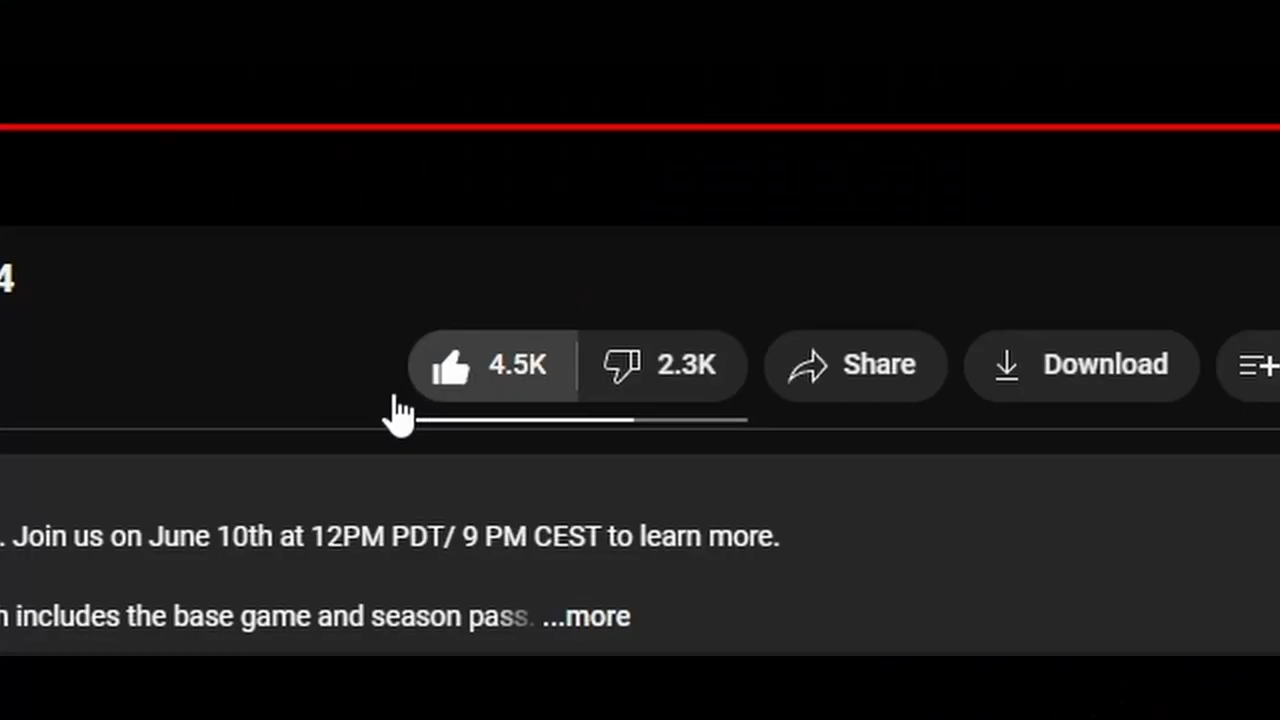 4
4.5K 2.3K Share Download
. Join us on June 10th at 12PM PDT/ 9 PM CEST to learn more.
includes the base game and season pass. ...more